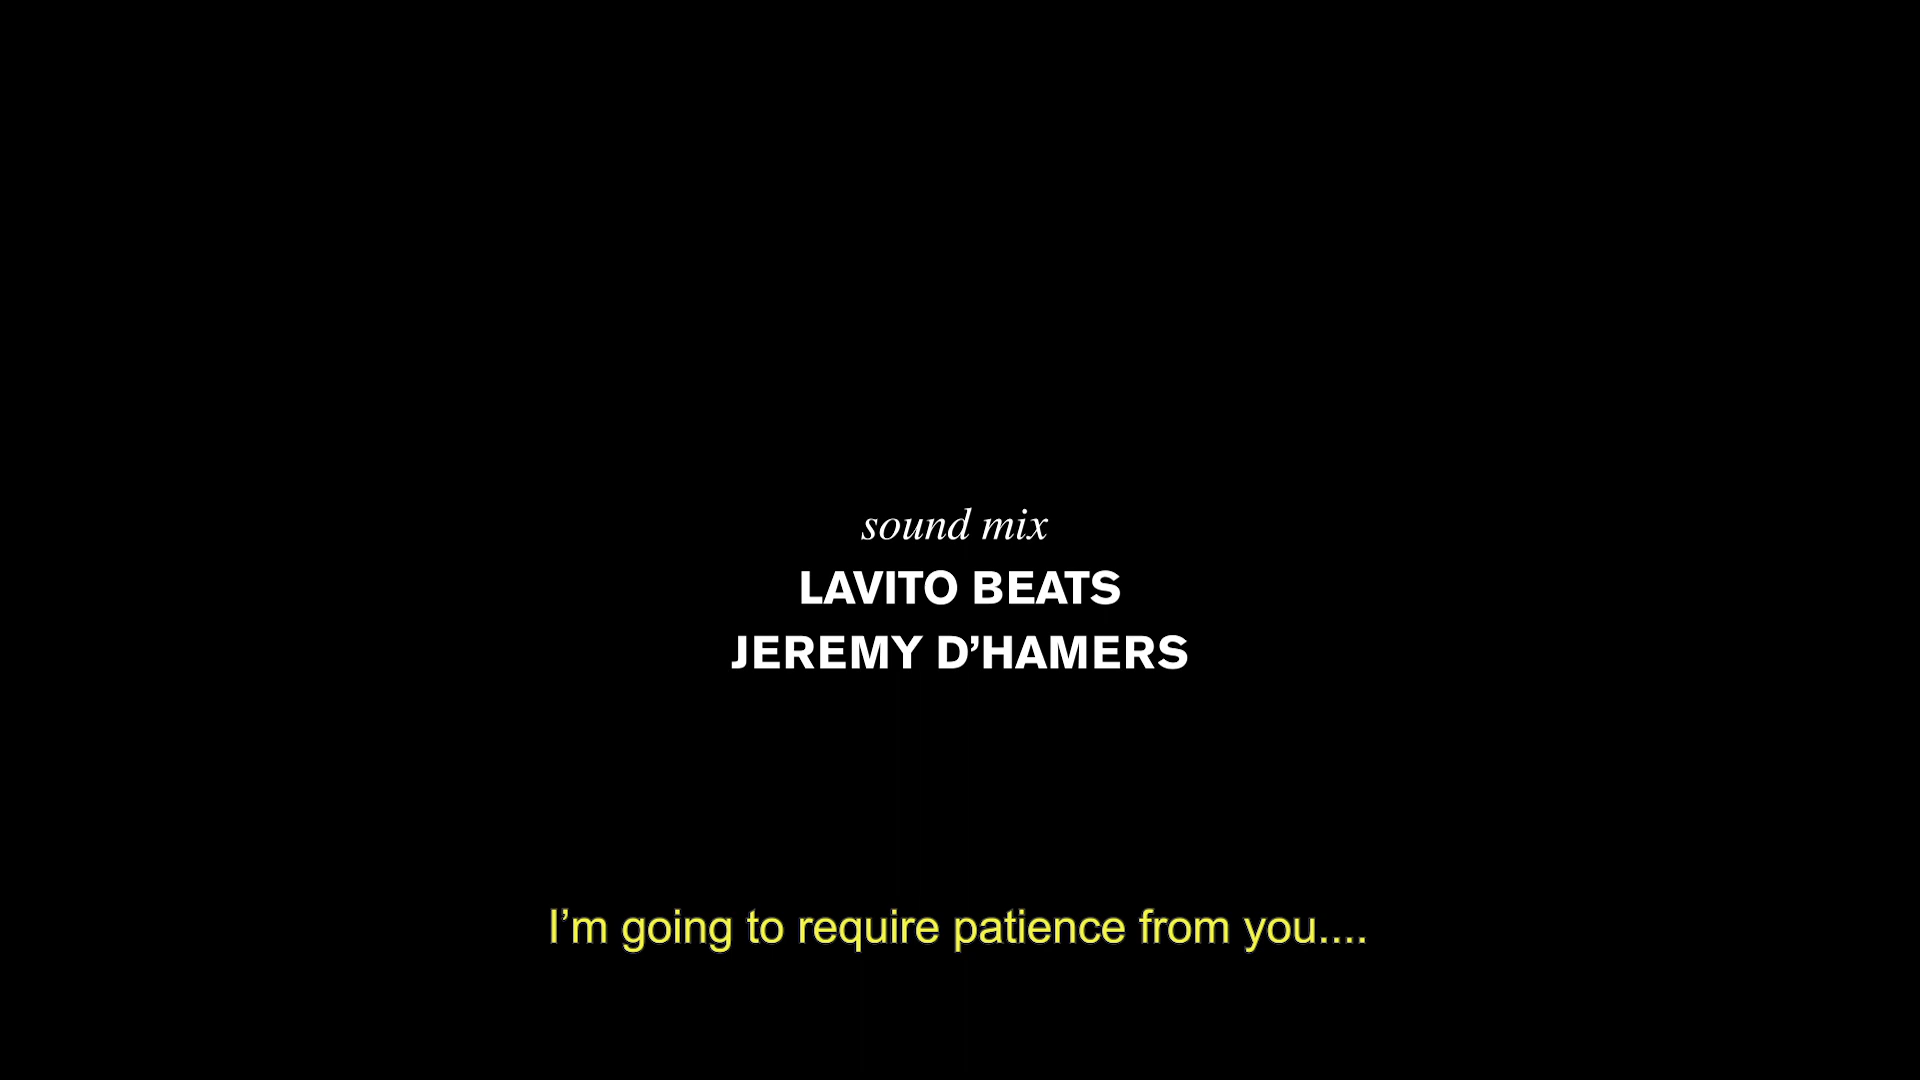 sound mix
LAVITO BEATS
JEREMY D’HAMERS
I’m going to require patience from you....